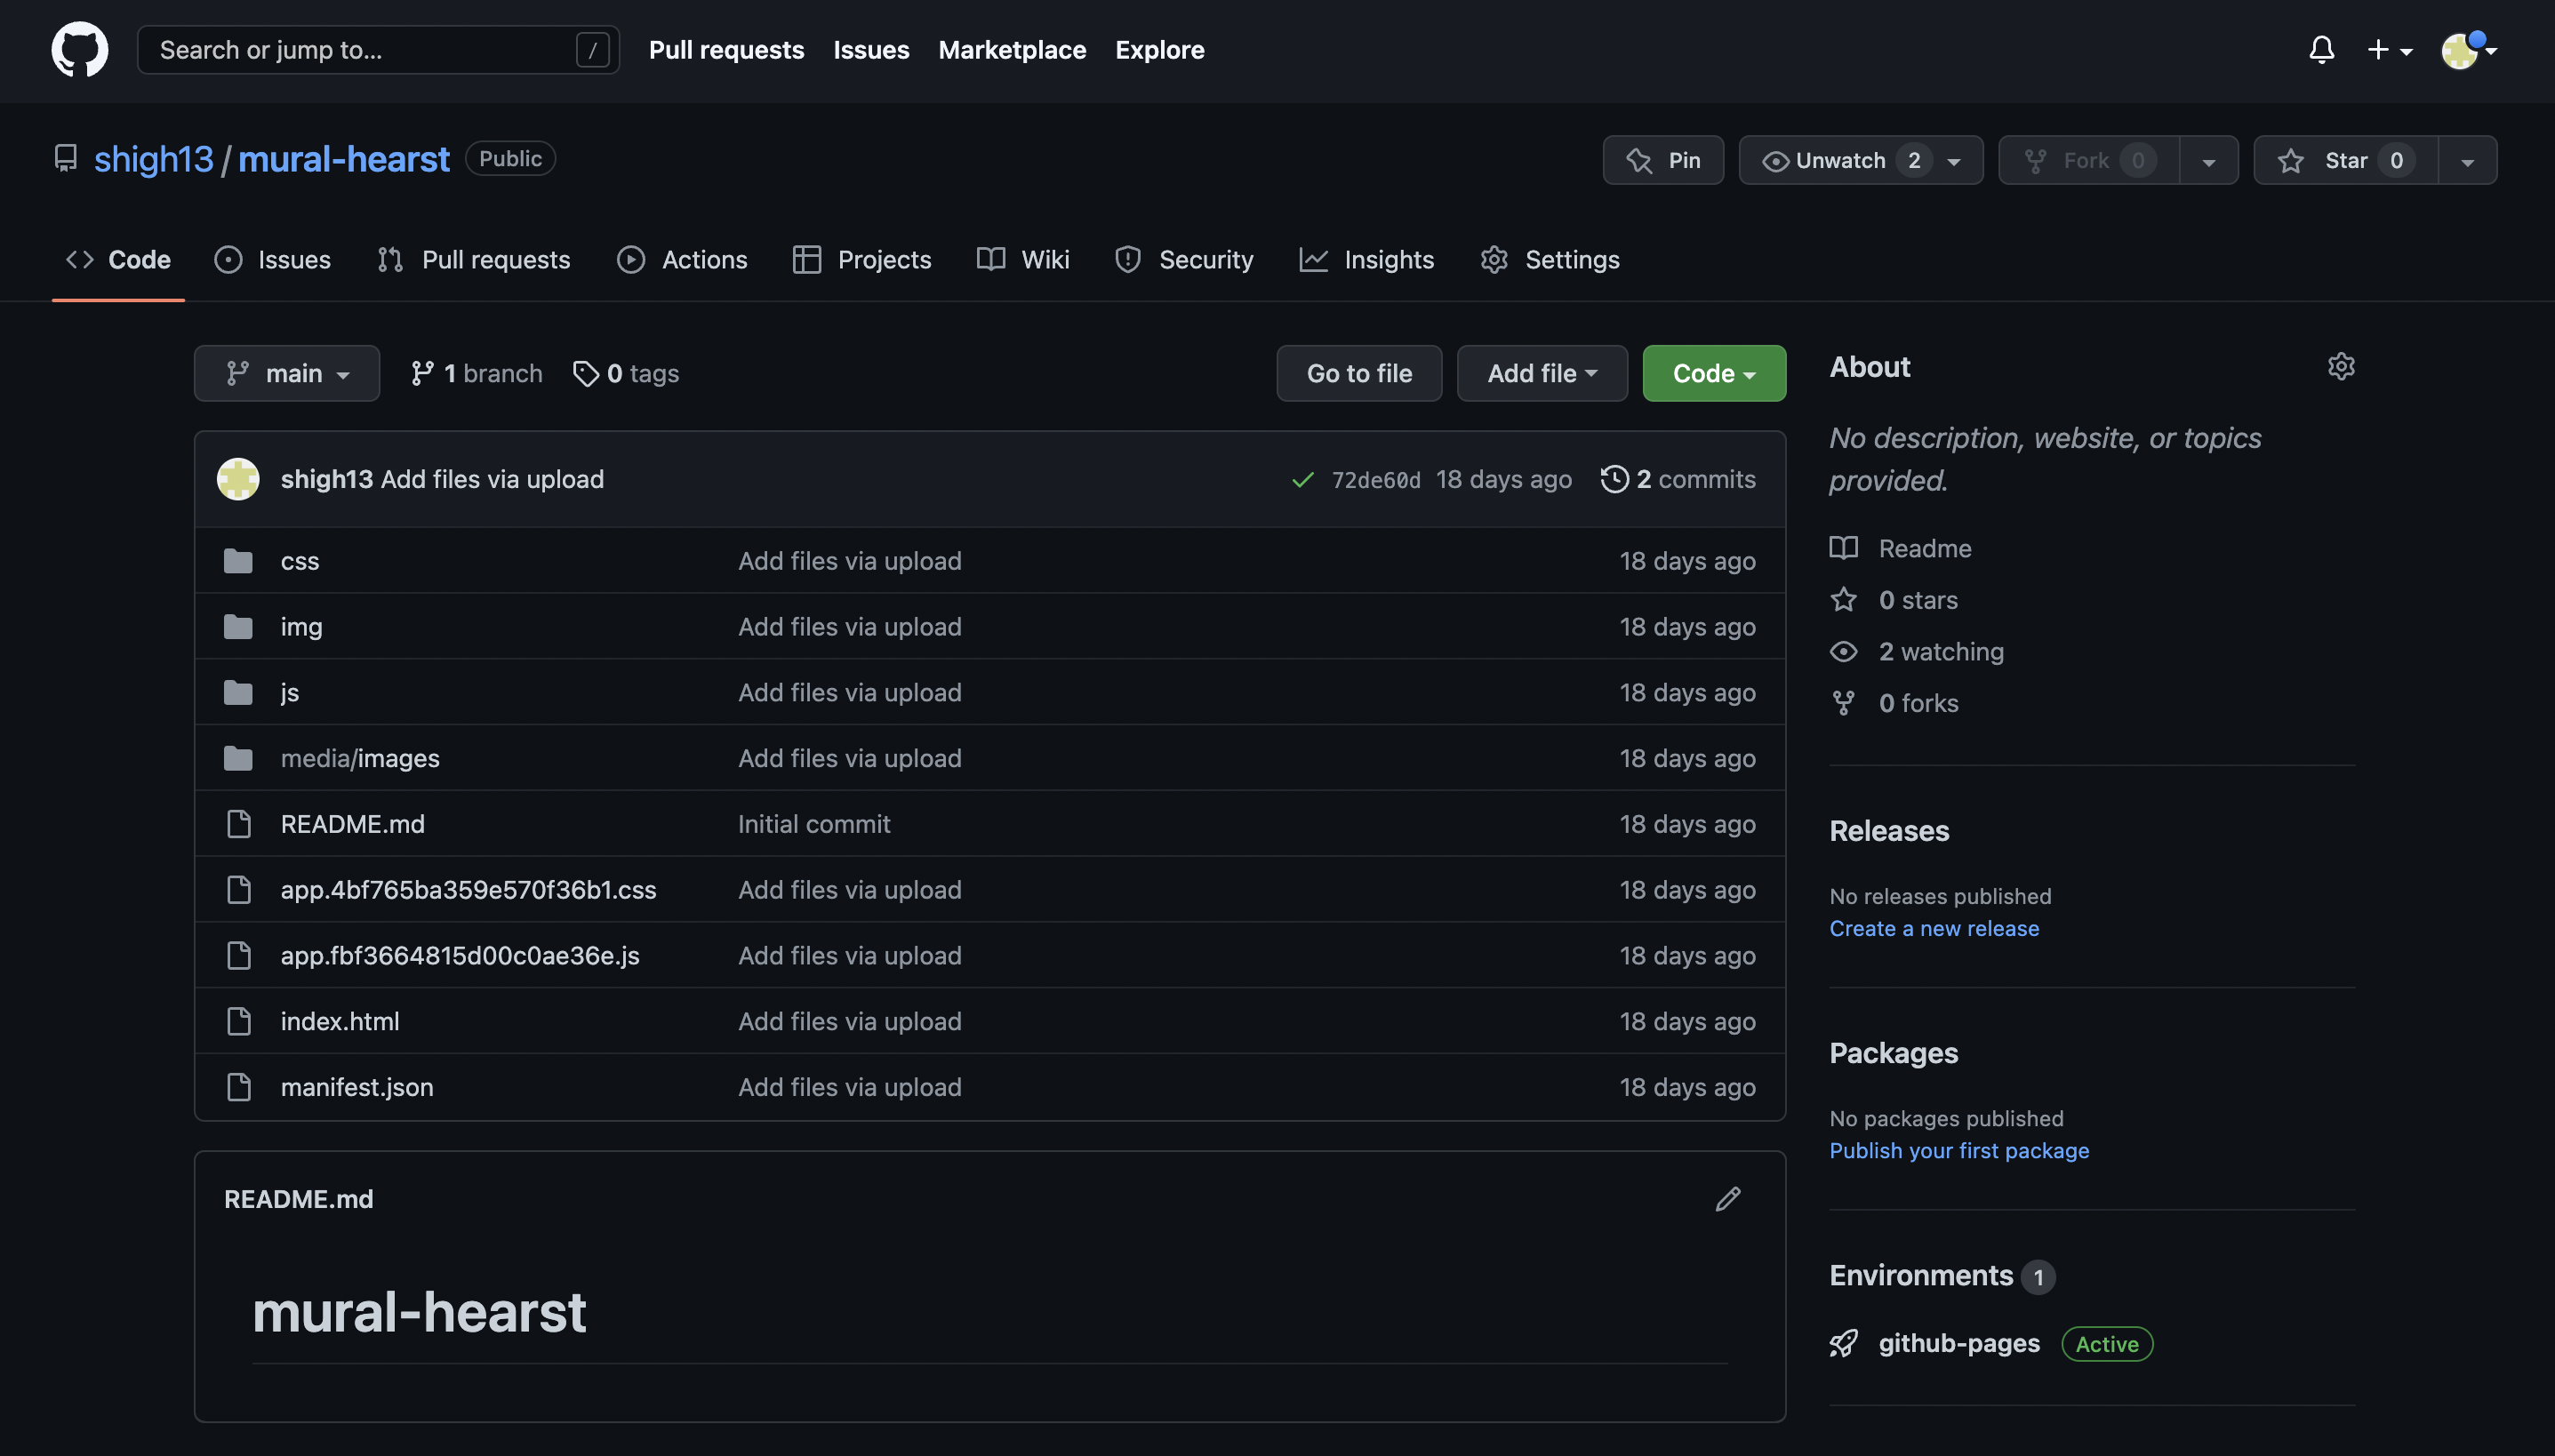 Search or jump to... /
Pull requests Issues Marketplace Explore
shigh13 / mural-hearst Public
Pin
Unwatch 2
Fork 0
Star 0
Code Issues Pull requests Actions Projects Wiki Security Insights Settings
main 1 branch 0 tags
Go to file Add file Code
shigh13 Add files via upload 72de60d 18 days ago 2 commits
css Add files via upload 18 days ago
img Add files via upload 18 days ago
js Add files via upload 18 days ago
media/images Add files via upload 18 days ago
README.md Initial commit 18 days ago
app.4bf765ba359e570f36b1.css Add files via upload 18 days ago
app.fbf3664815d00c0ae36e.js Add files via upload 18 days ago
index.html Add files via upload 18 days ago
manifest.json Add files via upload 18 days ago
README.md
mural-hearst
About
No description, website, or topics
provided.
Readme
0 stars
2 watching
0 forks
Releases
No releases published
Create a new release
Packages
No packages published
Publish your first package
Environments 1
github-pages Active